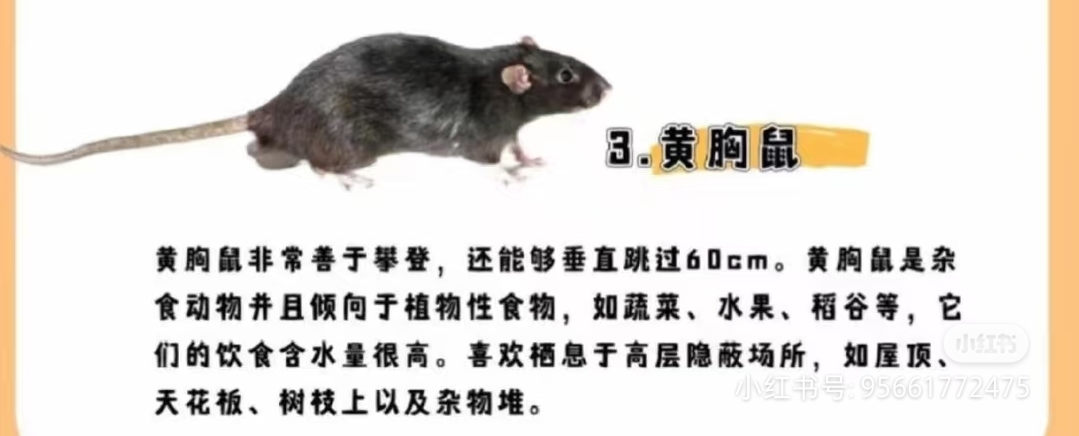 3.黄胸鼠
黄胸鼠非常善于攀登，还能够垂直跳过60cm。黄胸鼠是杂
食动物并且倾向于植物性食物，如蔬菜、水果、稻谷等，它
们的饮食含水量很高。喜欢栖息于高层隐蔽场所，如屋顶、
天花板、树枝上以及杂物堆。
小红书
小红书号: 95661772475